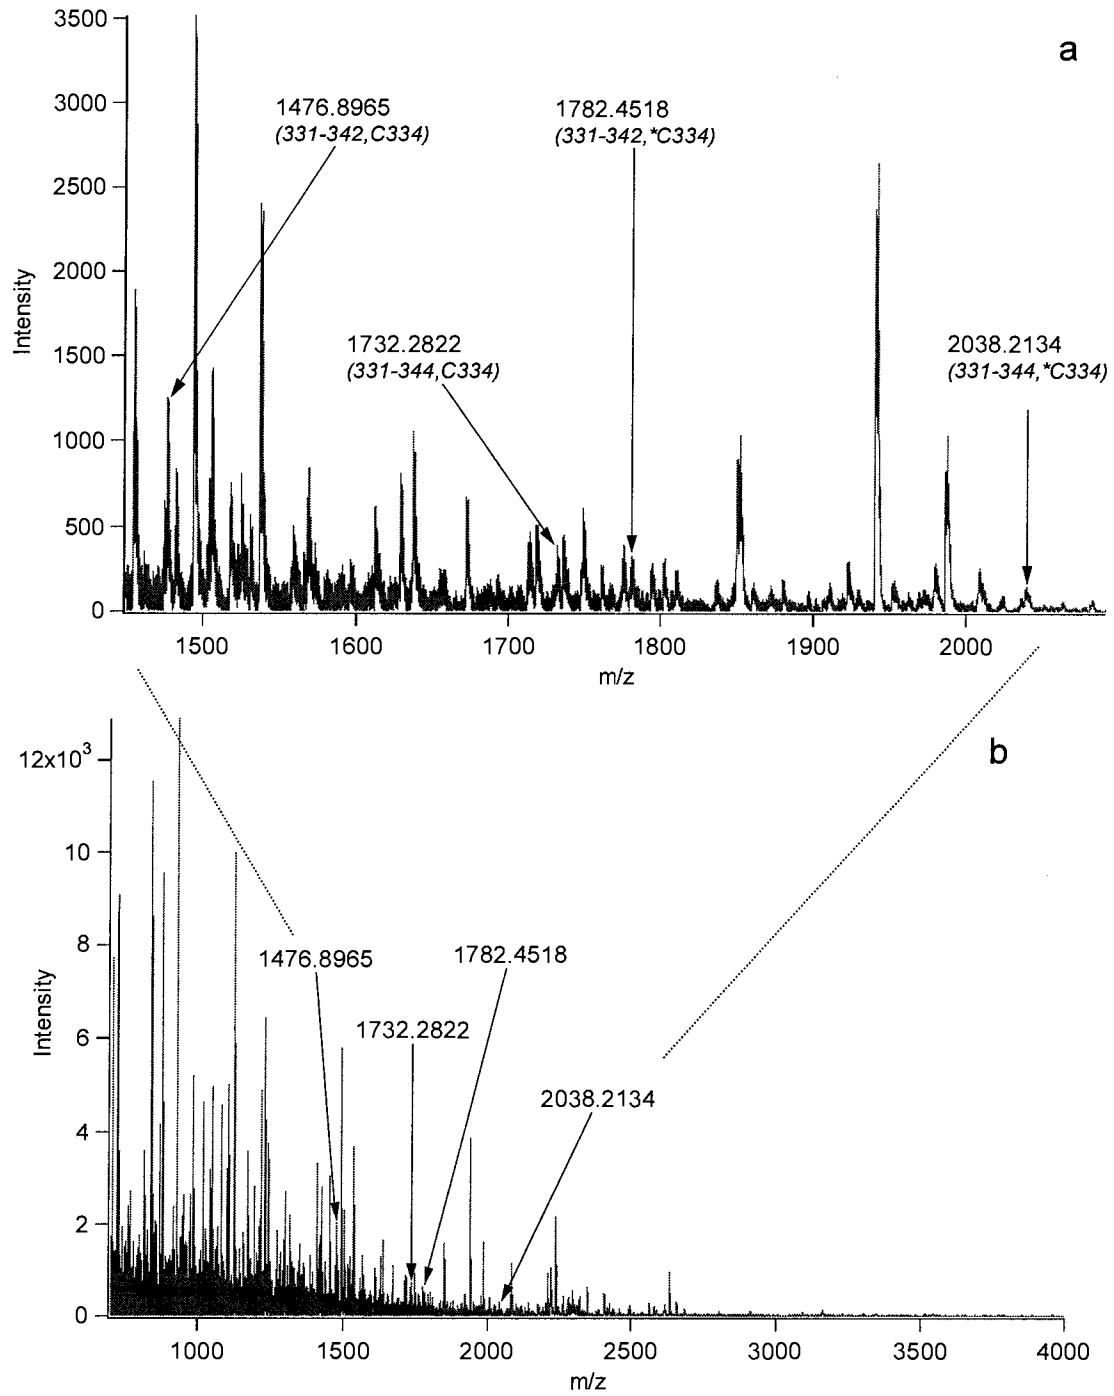 a
3500
3000
2500
2000
1500
1000
500
0
Intensity
1476.8965
(331-342,C334)
1782.4518
(331-342,*C334)
1732.2822
(331-344,C334)
2038.2134
(331-344,*C334)
1500 1600 1700 1800 1900 2000
m/z
b
12x10³
10
8
6
4
2
0
Intensity
1476.8965
1782.4518
1732.2822
2038.2134
1000 1500 2000 2500 3000 3500 4000
m/z